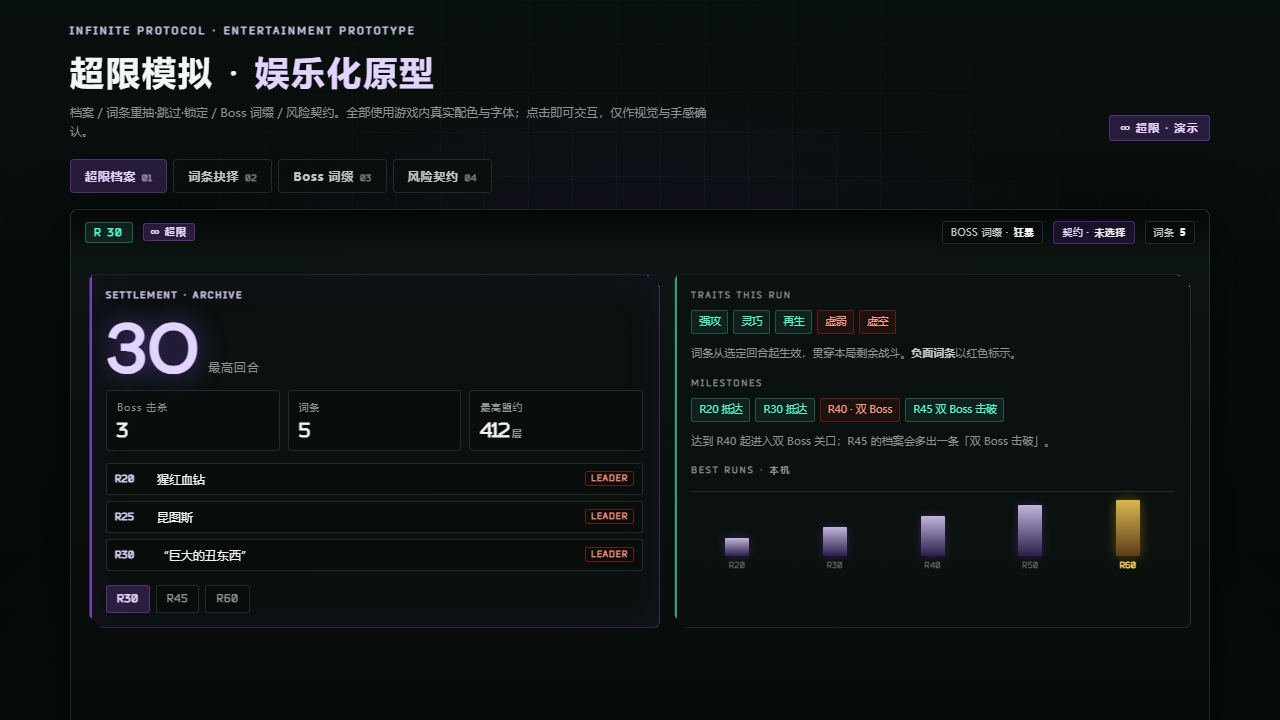 INFINITE PROTOCOL · ENTERTAINMENT PROTOTYPE
超限模拟 · 娱乐化原型
档案 / 词条重抽·跳过·锁定 / Boss 词缀 / 风险契约。全部使用游戏内真实配色与字体；点击即可交互，仅作视觉与手感确
认。
∞ 超限 · 演示
超限档案 01
词条抉择 02
Boss 词缀 03
风险契约 04
R 30
∞ 超限
BOSS 词缀 · 狂暴
契约 · 未选择
词条 5
SETTLEMENT · ARCHIVE
30 最高回合
Boss 击杀
3
词条
5
最高盟约
412层
R20 猩红血钻 LEADER
R25 昆图斯 LEADER
R30 “巨大的丑东西” LEADER
R30 R45 R60
TRAITS THIS RUN
强攻 灵巧 再生 虚弱 虚空
词条从选定回合起生效，贯穿本局剩余战斗。负面词条以红色标示。
MILESTONES
R20 抵达 R30 抵达 R40 · 双 Boss R45 双 Boss 击破
达到 R40 起进入双 Boss 关口；R45 的档案会多出一条「双 Boss 击破」。
BEST RUNS · 本机
R20 R30 R40 R50 R60